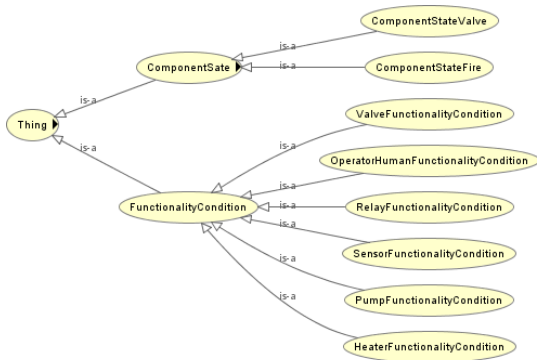 ComponentStateValve
is-a
ComponentSate
is-a
ComponentStateFire
is-a
Thing
ValveFunctionalityCondition
is-a
is-a
OperatorHumanFunctionalityCondition
is-a
FunctionalityCondition
is-a
RelayFunctionalityCondition
is-a
SensorFunctionalityCondition
is-a
PumpFunctionalityCondition
is-a
HeaterFunctionalityCondition